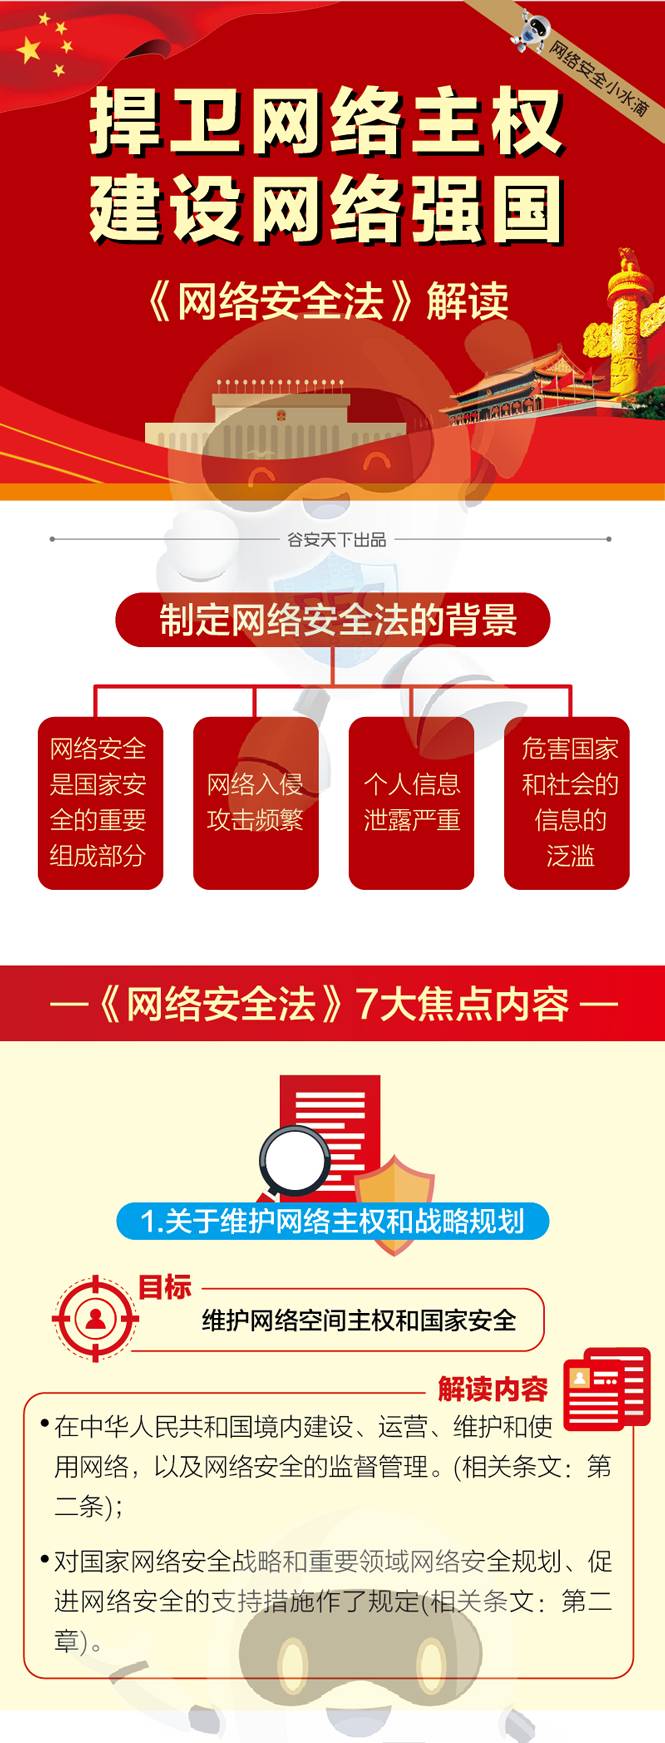 网络安全小水滴
捍卫网络主权
建设网络强国
《网络安全法》解读
谷安天下出品
制定网络安全法的背景
网络安全
是国家安
全的重要
组成部分
网络入侵
攻击频繁
个人信息
泄露严重
危害国家
和社会的
信息的
泛滥
—《网络安全法》7大焦点内容—
1.关于维护网络主权和战略规划
目标
维护网络空间主权和国家安全
解读内容
•在中华人民共和国境内建设、运营、维护和使
用网络，以及网络安全的监督管理。(相关条文：第
二条)；
•对国家网络安全战略和重要领域网络安全规划、促
进网络安全的支持措施作了规定(相关条文：第二
章)。